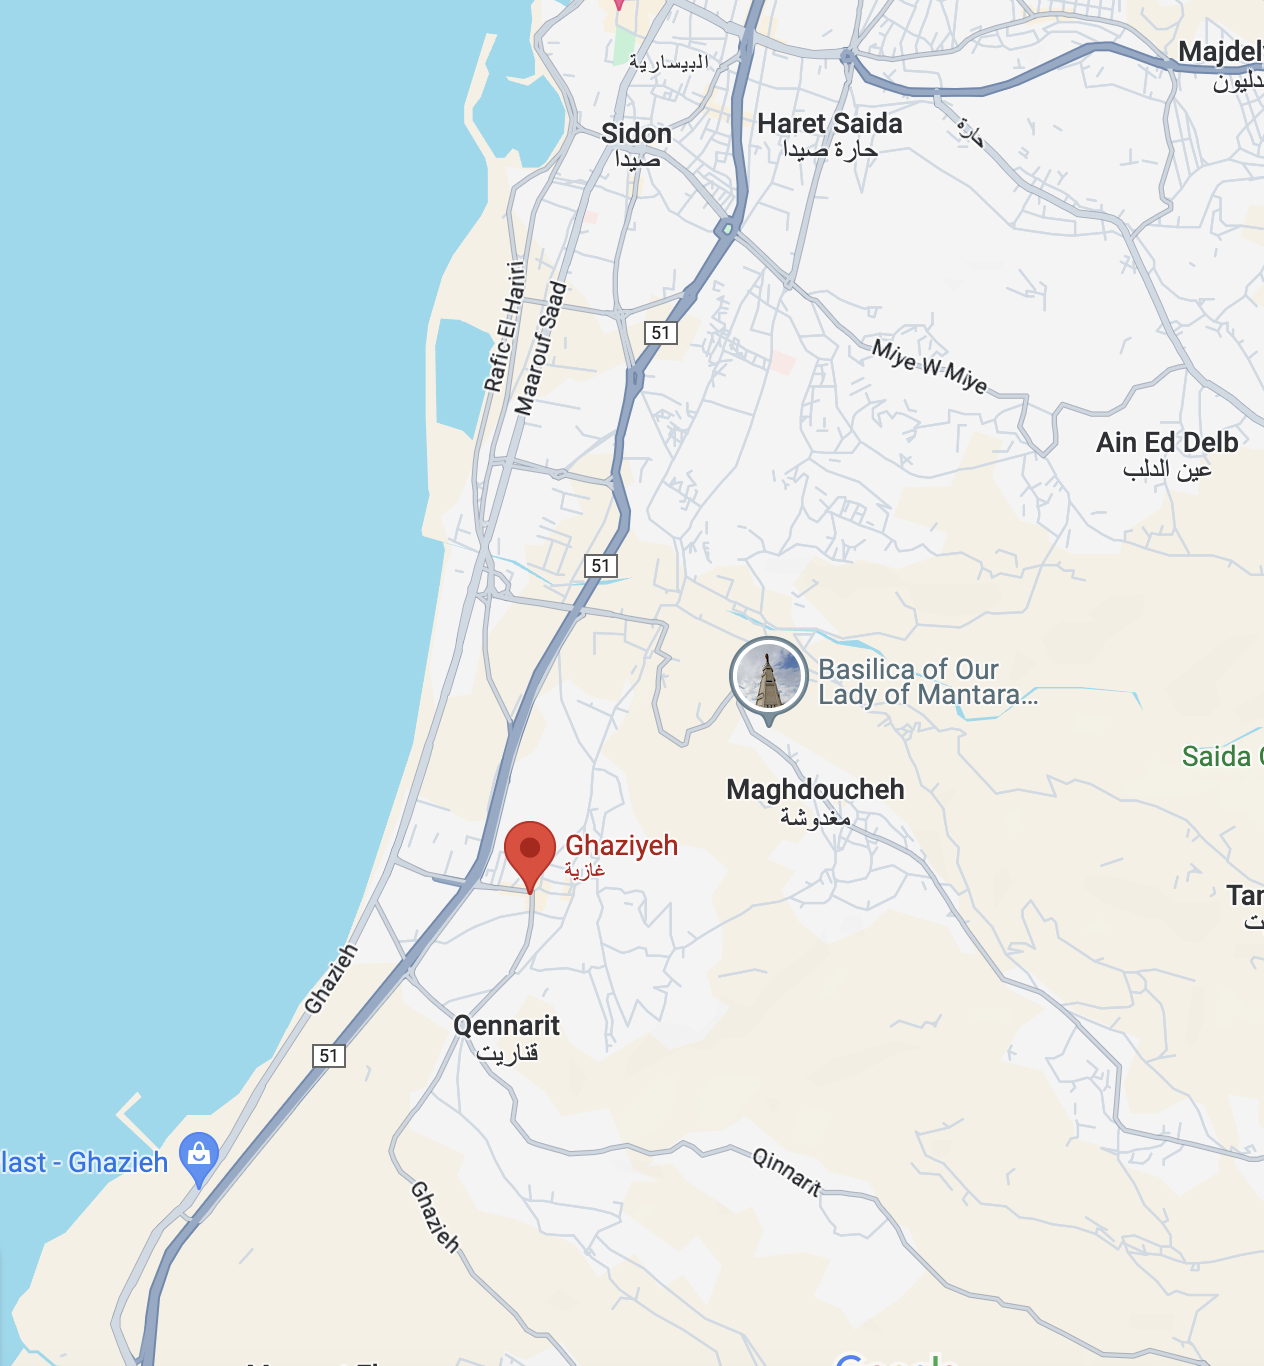 البيسارية
Majdel
دليون
Sidon
صيدا
Haret Saida
حارة صيدا
حارة
Rafic El Hariri
Maarouf Saad
51
Miye W Miye
Ain Ed Delb
عين الدلب
51
Basilica of Our
Lady of Mantara...
Saida
Maghdoucheh
مغدوشة
Ghaziyeh
غازية
Tar
ت
Ghazieh
Qennarit
قناريت
51
last - Ghazieh
Qinnarit
Ghazieh